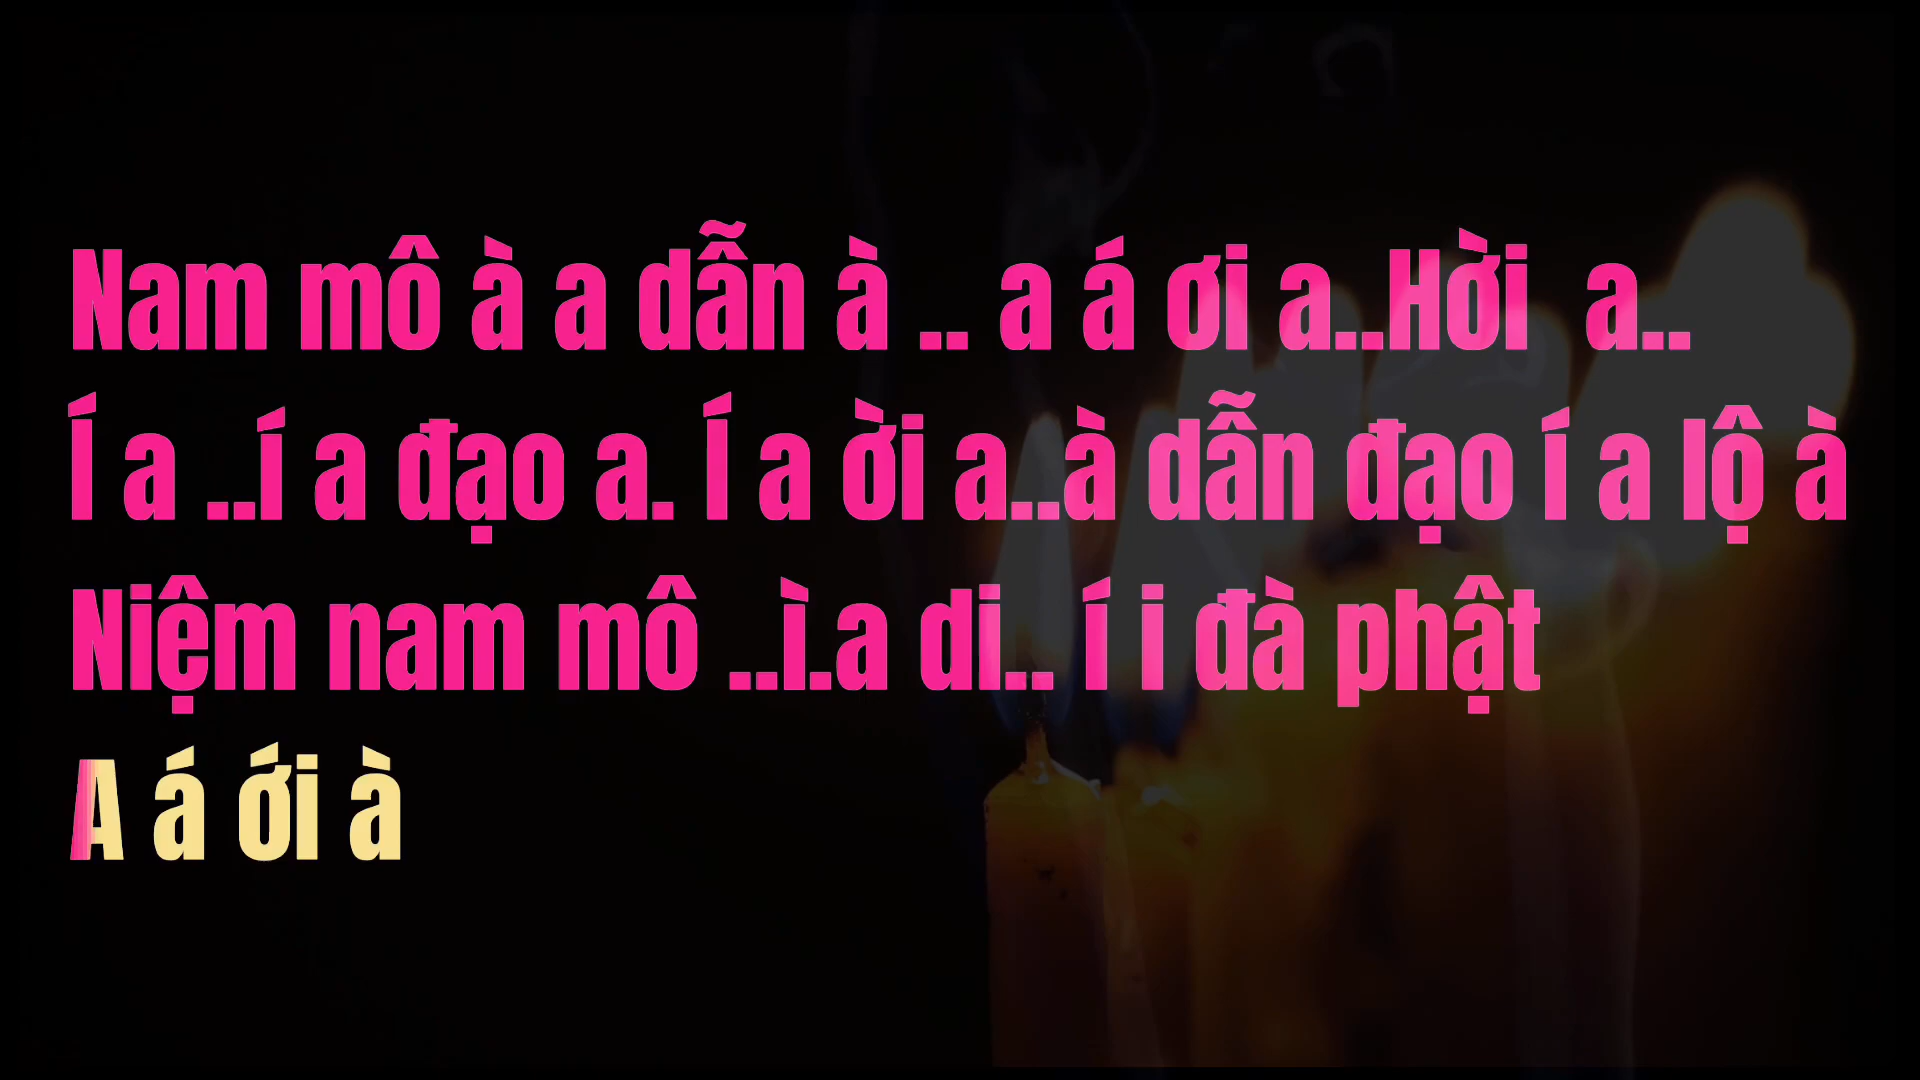 Nam mô à a dẫn à .. a á ơi a..Hời  a..
Í a ..í a đạo a. Í a ời a..à dẫn đạo í a lộ à
Niệm nam mô ..ì.a di.. í i đà phật
A á ới à